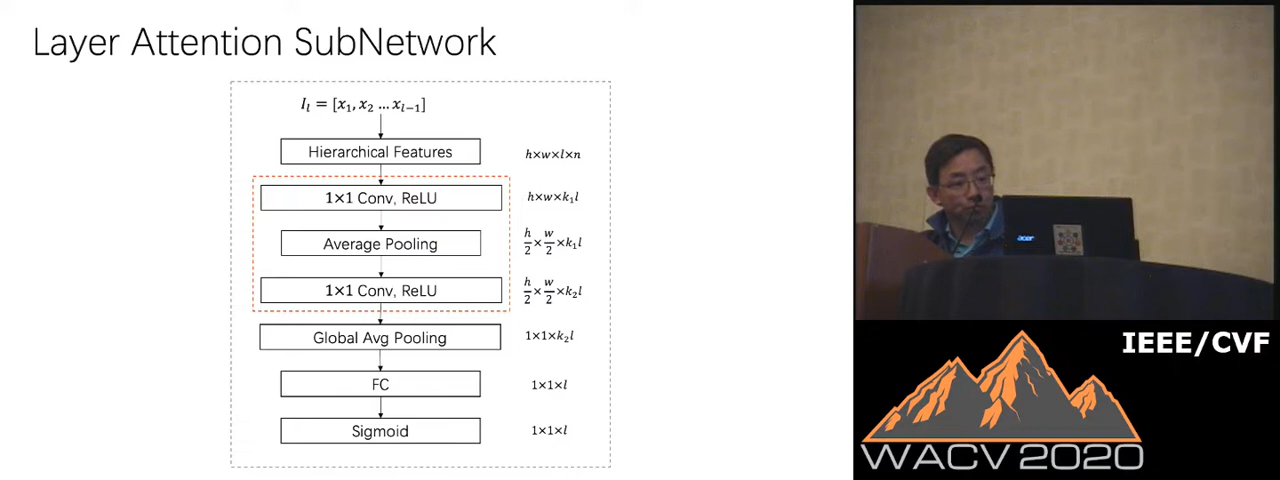 Layer Attention SubNetwork
I_l = [x_1, x_2 ... x_{l-1}]
Hierarchical Features
h×w×l×n
1×1 Conv, ReLU
h×w×k_1l
Average Pooling
h/2×w/2×k_1l
1×1 Conv, ReLU
h/2×w/2×k_2l
Global Avg Pooling
1×1×k_2l
FC
1×1×l
Sigmoid
1×1×l
acer
IEEE/CVF
WACV 2020